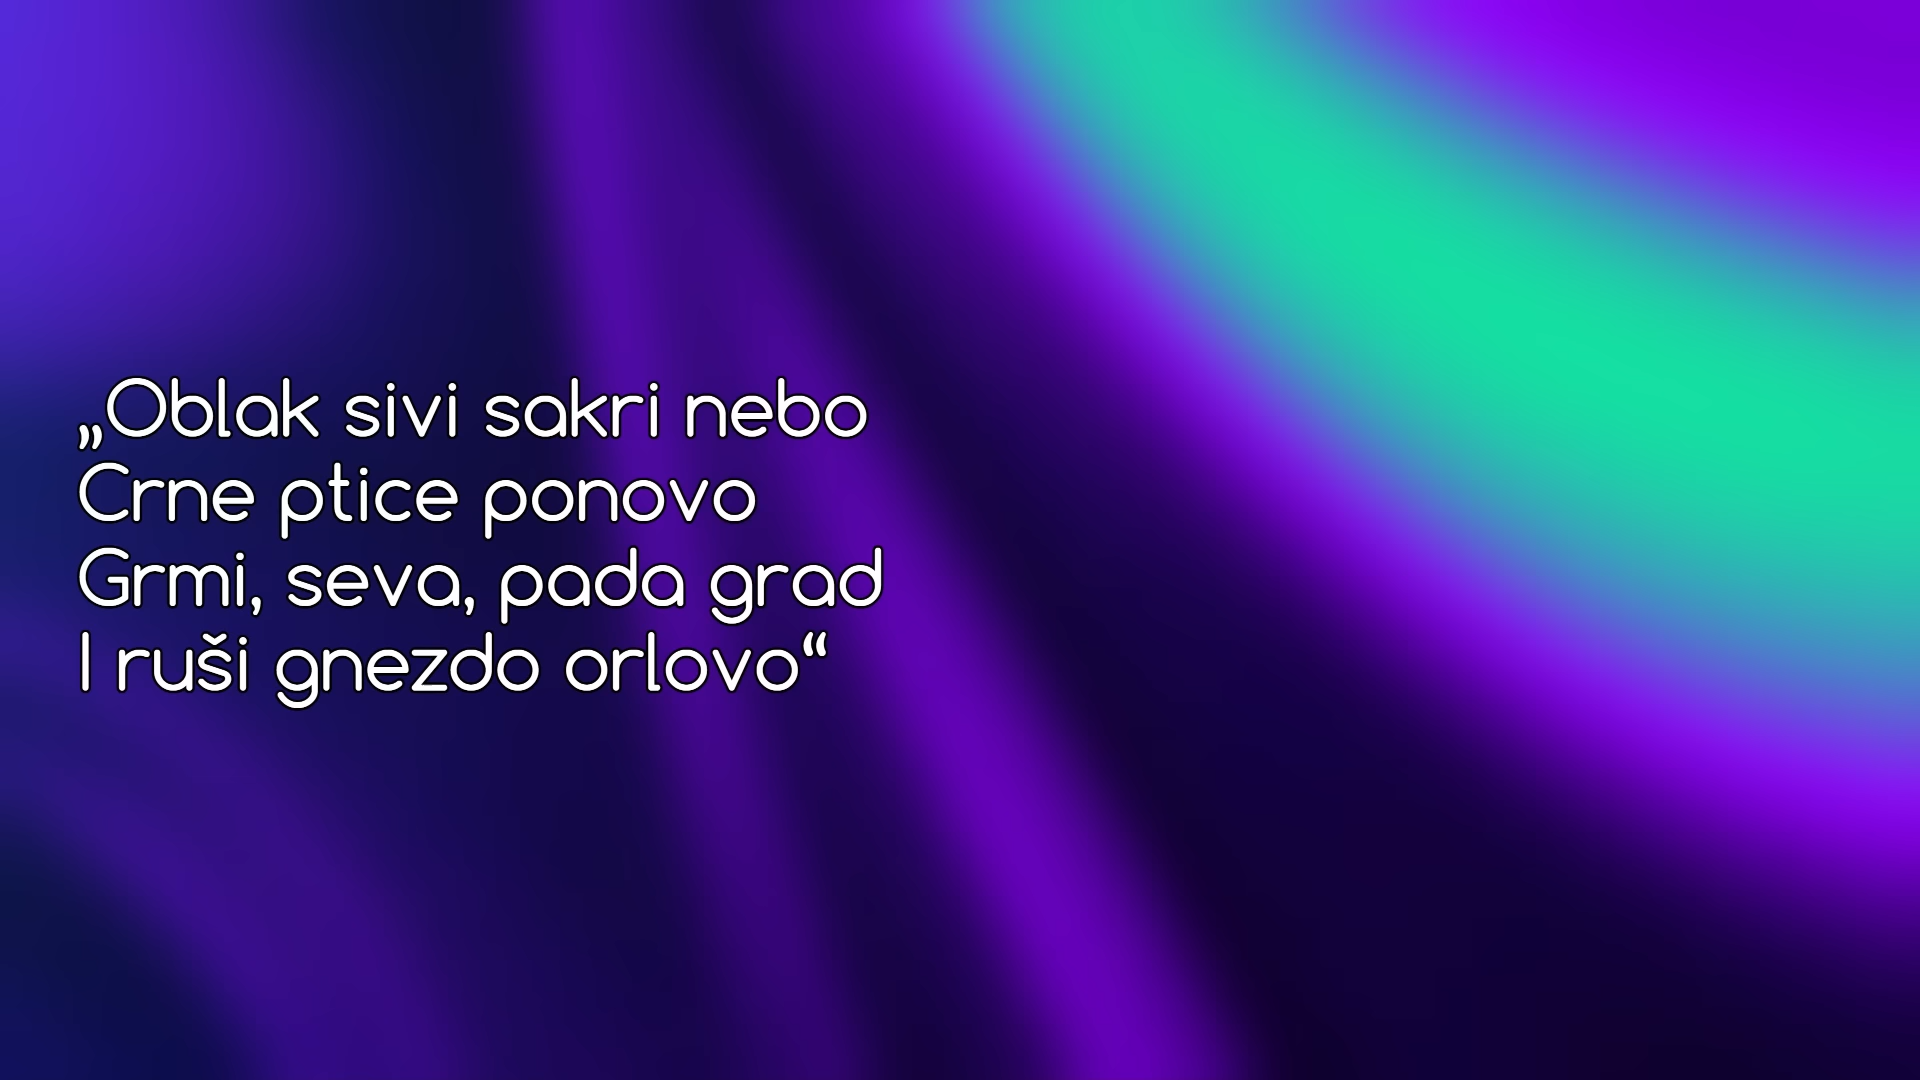 „Oblak sivi sakri nebo
Crne ptice ponovo
Grmi, seva, pada grad
I ruši gnezdo orlovo“